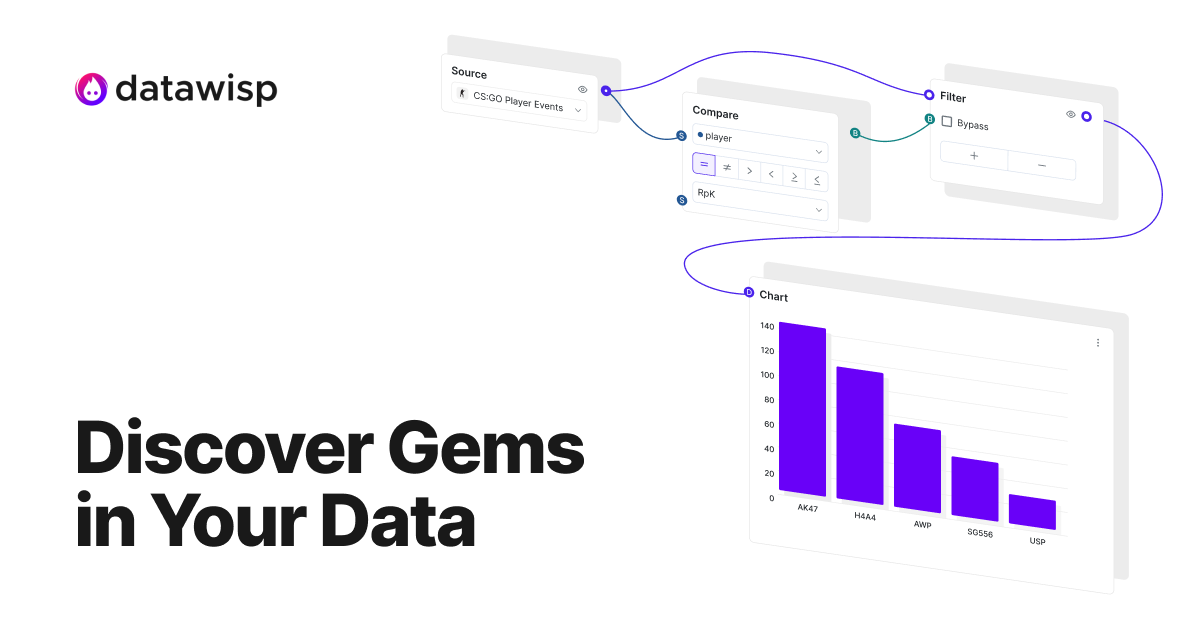 datawisp
Source
CS:GO Player Events
Compare
S
player
= ≠ > < ≥ ≤
S
RpK
B
Filter
B
Bypass
+ −
D
Chart
140
120
100
80
60
40
20
0
AK47
H4A4
AWP
SG556
USP
Discover Gems
in Your Data